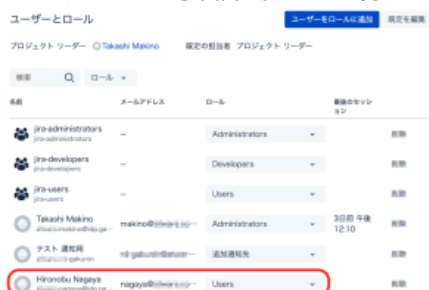 ユーザーとロール
ユーザーをロールに追加 規定を編集
プロジェクト リーダー Takashi Makino 既定の担当者 プロジェクト リーダー
検索 ロール
名前 メールアドレス ロール 最後のセッション
jira-administrators -- Administrators 削除
jira-administrators
jira-developers -- Developers 削除
jira-developers
jira-users -- Users 削除
jira-users
Takashi Makino makino@ Administrators 3日前 午後 12:10 削除
テスト 通知用 追加通知先 削除
Hironobu Nagaya nagaya@ Users 削除